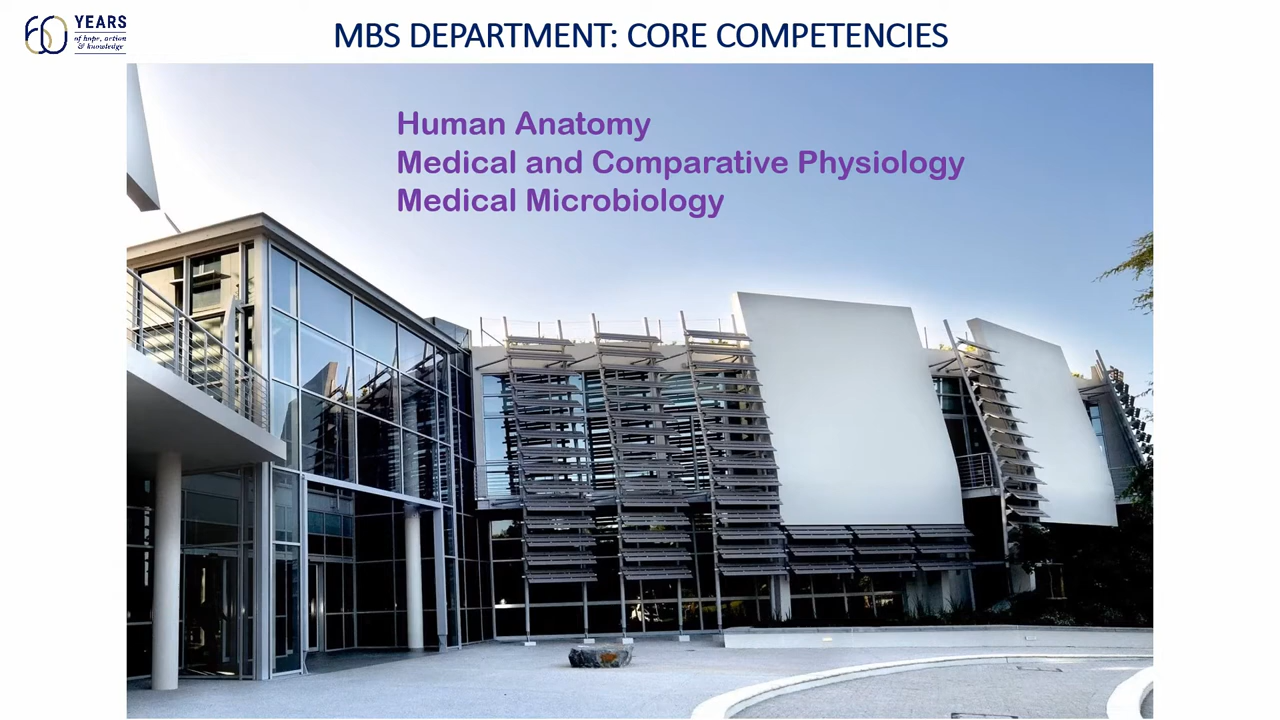 60 YEARS
of hope, action
& knowledge
MBS DEPARTMENT: CORE COMPETENCIES
Human Anatomy
Medical and Comparative Physiology
Medical Microbiology